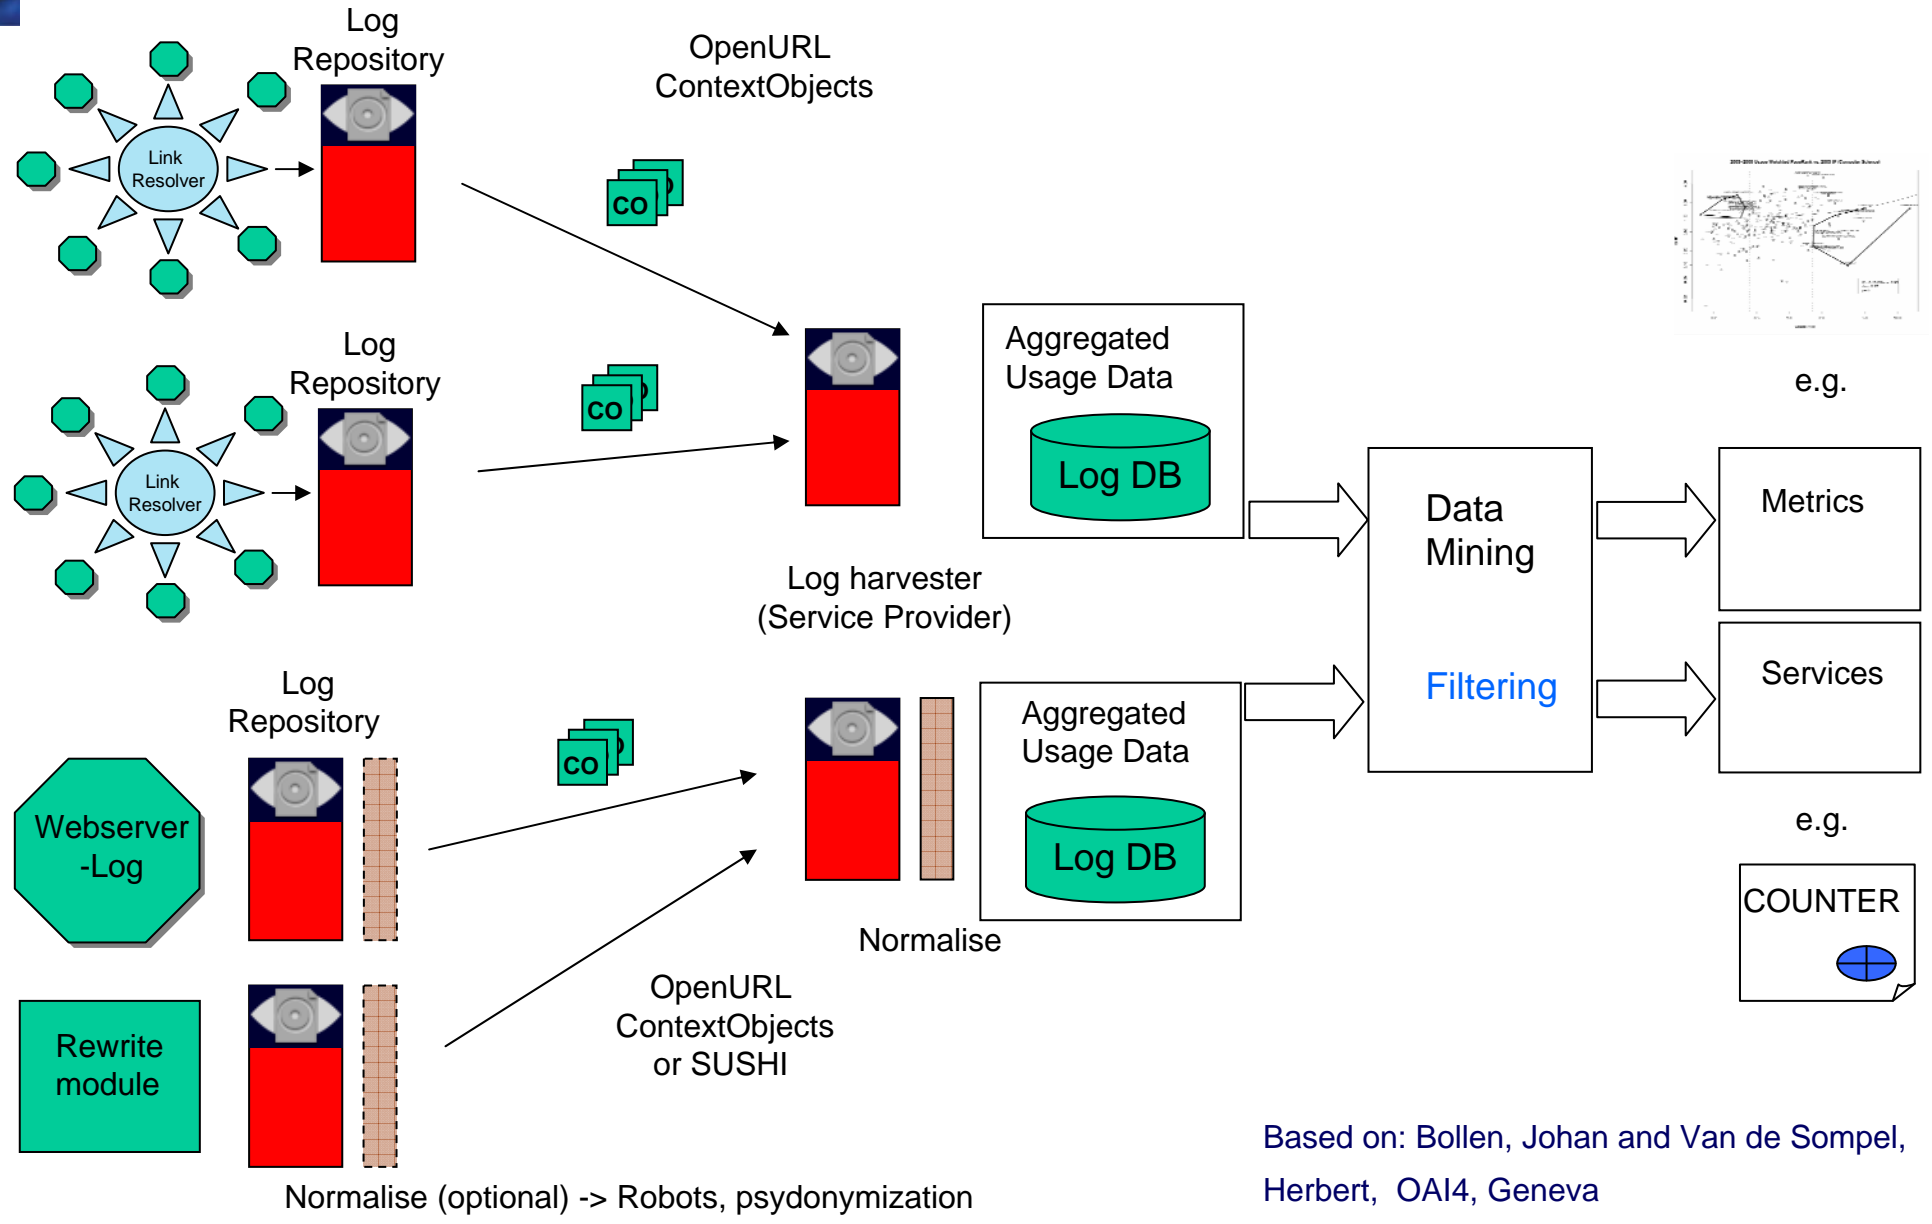 Log
Repository
OpenURL
ContextObjects
Link
Resolver
CO
Log
Repository
Link
Resolver
CO
Aggregated
Usage Data
Log DB
e.g.
Data
Mining
Filtering
Metrics
Services
Log harvester
(Service Provider)
Log
Repository
CO
Aggregated
Usage Data
Log DB
Webserver
-Log
Normalise
e.g.
COUNTER
OpenURL
ContextObjects
or SUSHI
Rewrite
module
Normalise (optional) -> Robots, psydonymization
Based on: Bollen, Johan and Van de Sompel,
Herbert, OAI4, Geneva